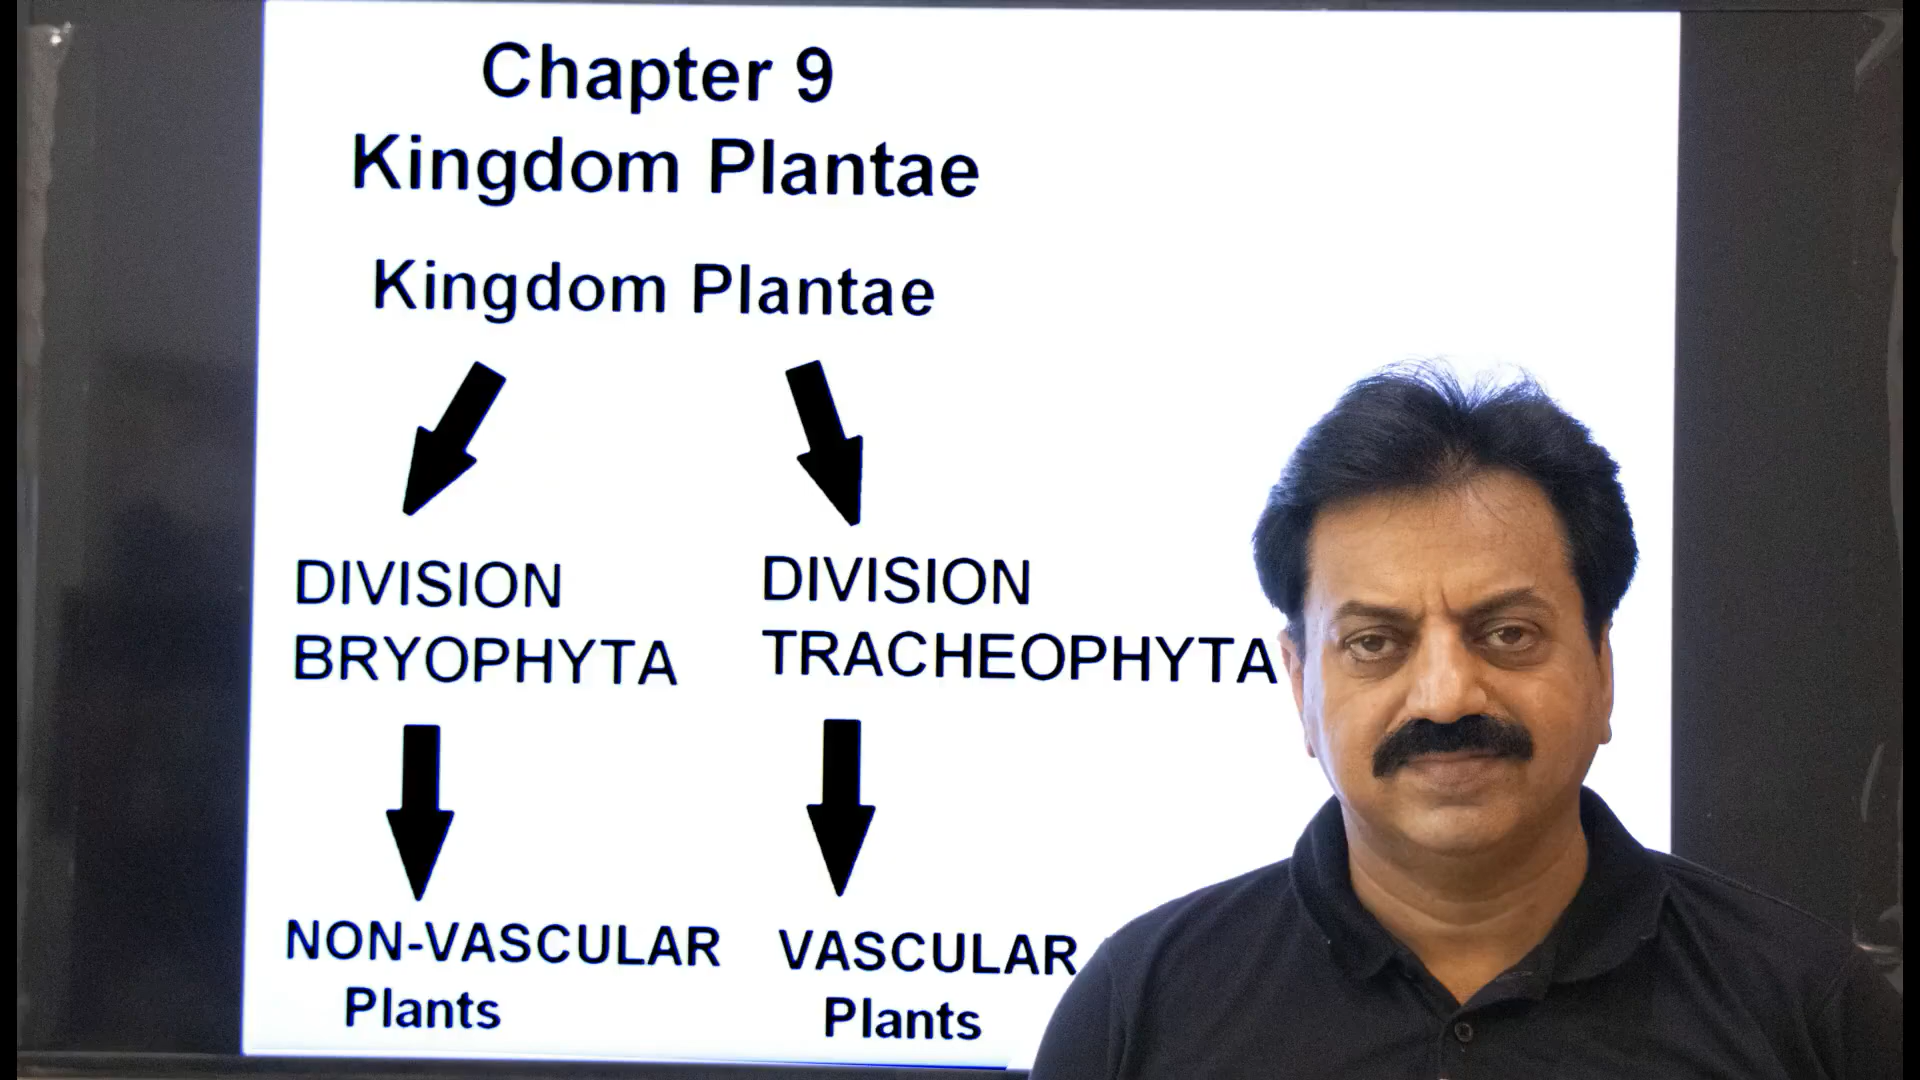 Chapter 9
Kingdom Plantae
Kingdom Plantae
DIVISION
BRYOPHYTA
DIVISION
TRACHEOPHYTA
NON-VASCULAR
Plants
VASCULAR
Plants